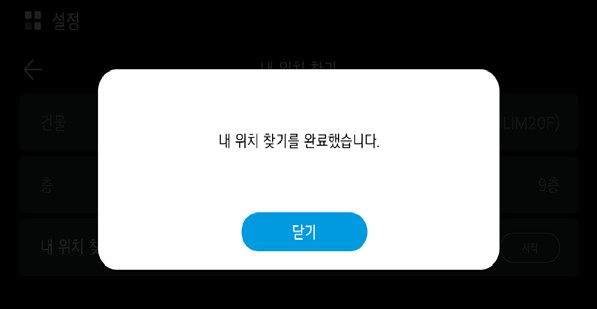 설정
내 위치 찾기
건물
LIM20F)
층
9층
내 위치 찾기를 완료했습니다.
내 위치 찾
시작
닫기